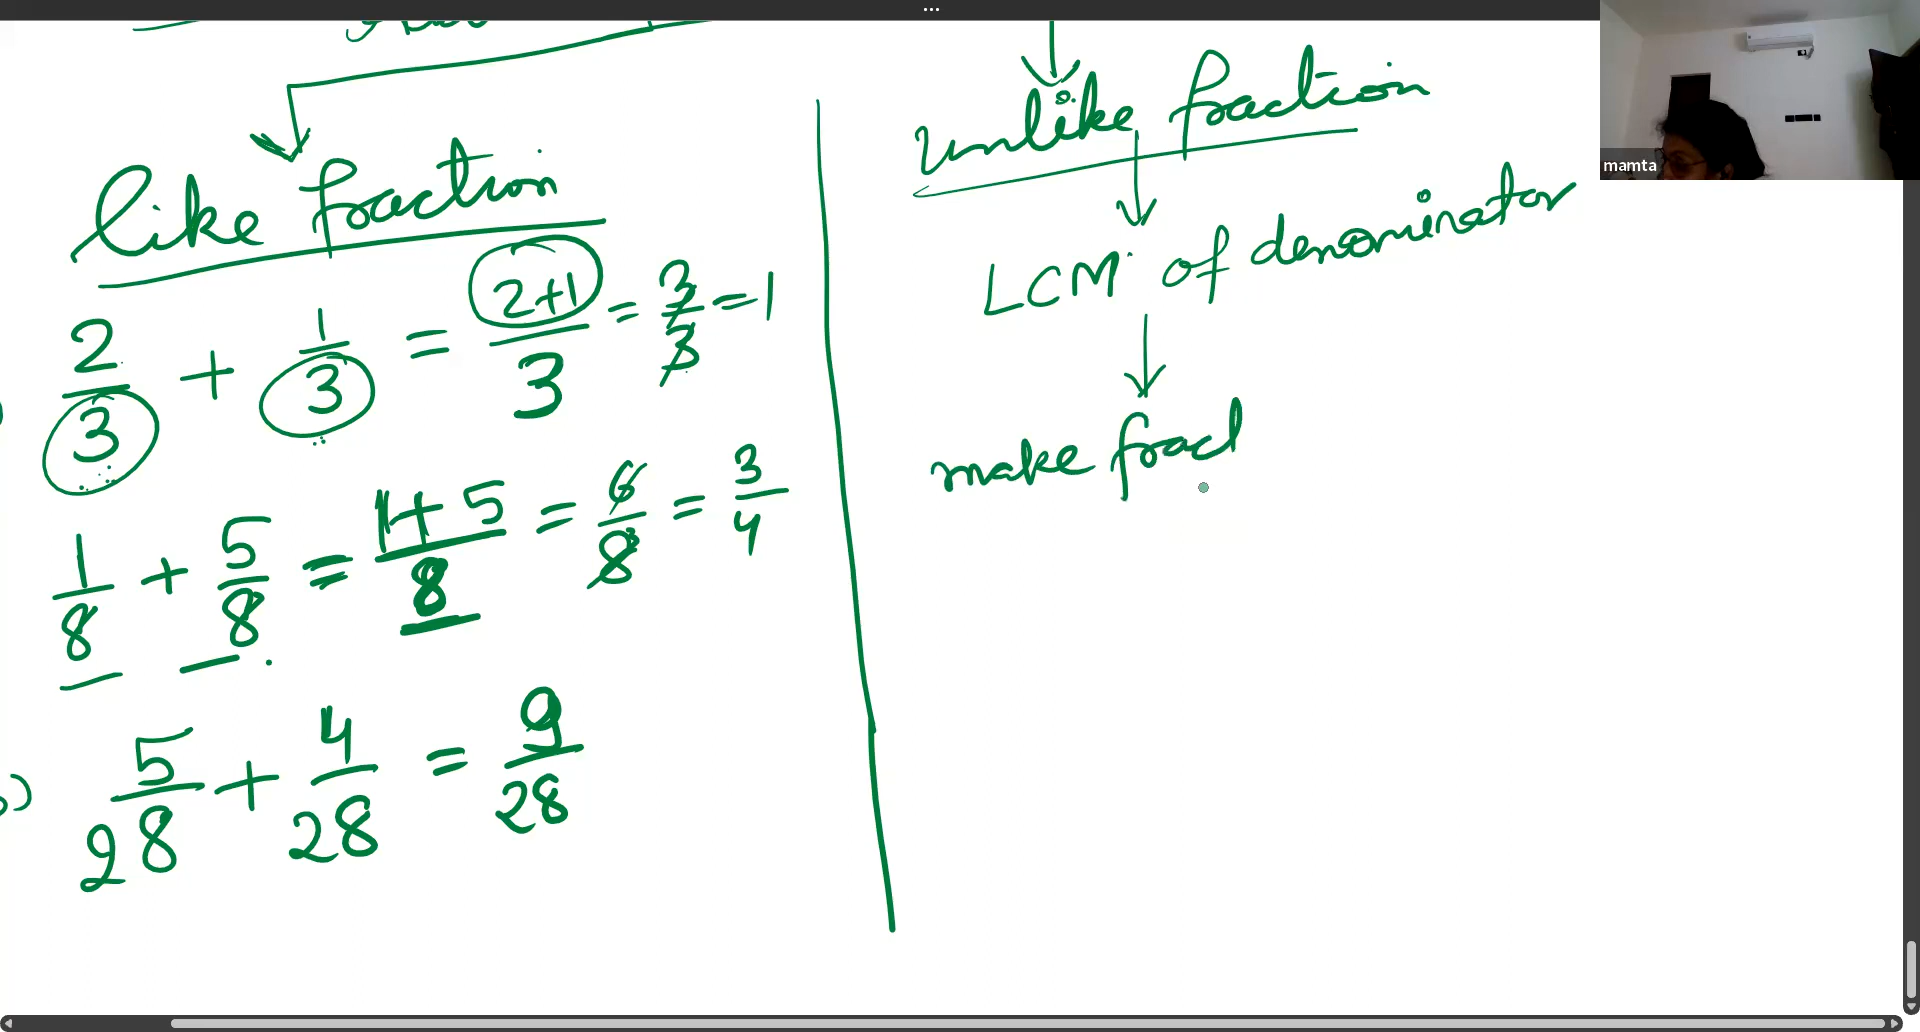 like fraction
2/3 + 1/3 = 2+1/3 = 3/3 = 1
1/8 + 5/8 = 1+5/8 = 6/8 = 3/4
5/28 + 4/28 = 9/28
unlike fraction
LCM of denominator
make fract
mamta